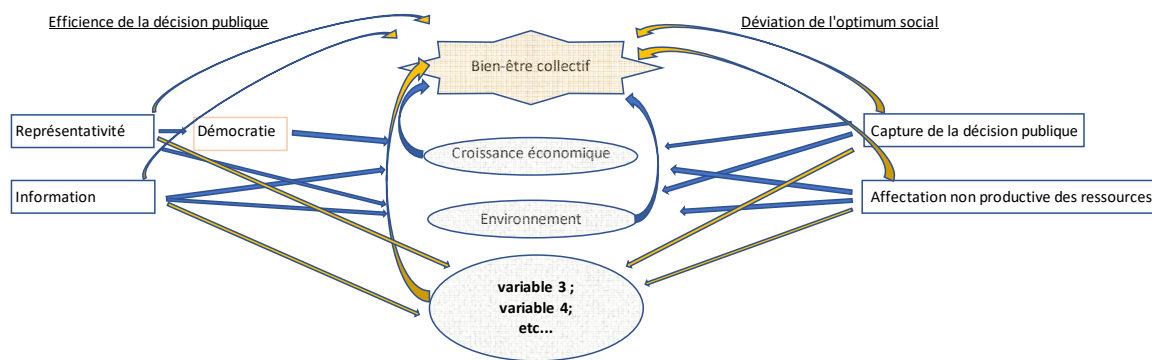 Efficience de la décision publique
Déviation de l'optimum social
Bien-être collectif
Représentativité
Démocratie
Capture de la décision publique
Croissance économique
Information
Affectation non productive des ressources
Environnement
variable 3 ;
variable 4;
etc...